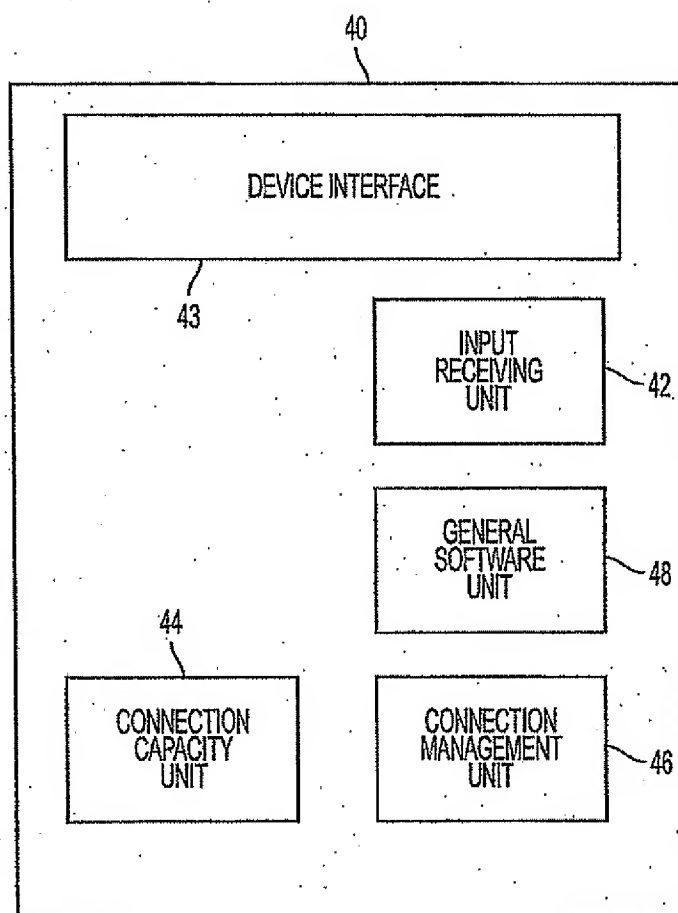 40
DEVICE INTERFACE
43
INPUT
RECEIVING
UNIT
42
GENERAL
SOFTWARE
UNIT
48
44
CONNECTION
CAPACITY
UNIT
CONNECTION
MANAGEMENT
UNIT
46